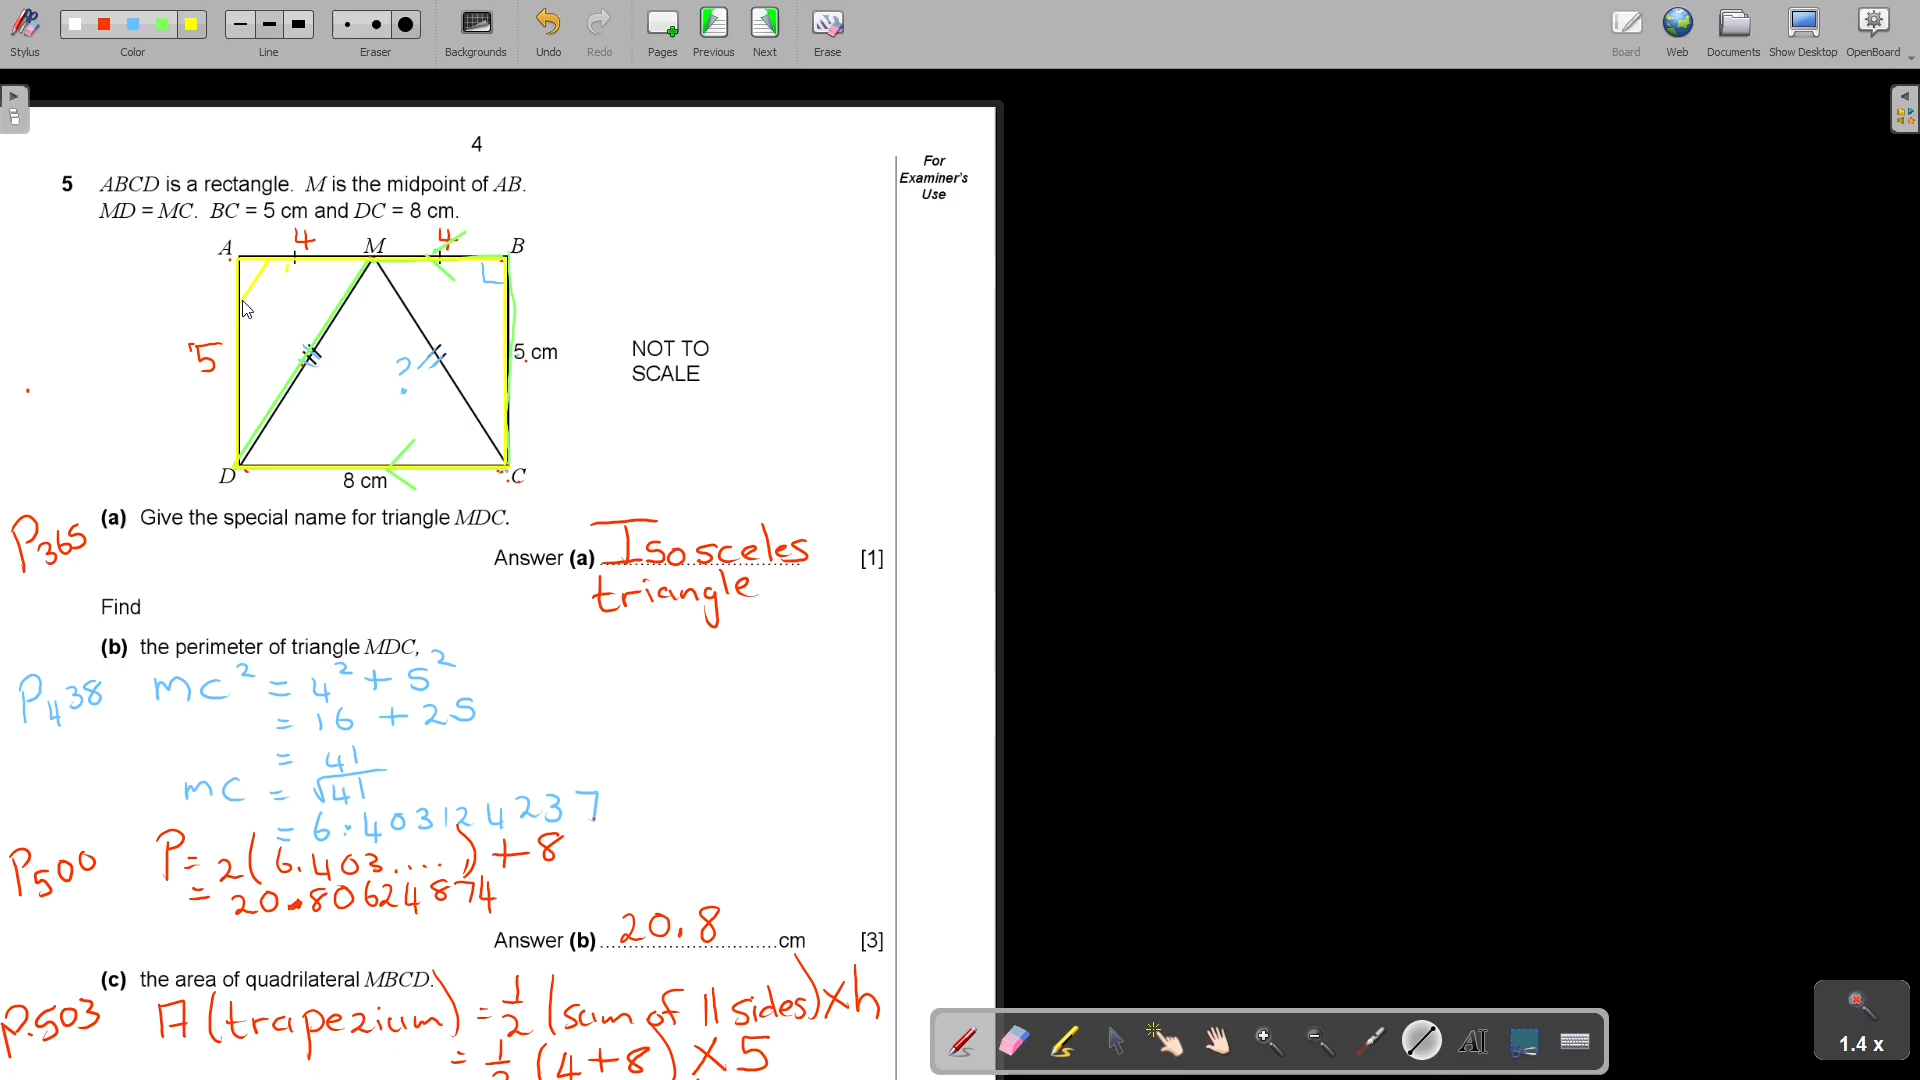 Stylus Color Line Eraser Backgrounds Undo Redo Pages Previous Next Erase Board Web Documents Show Desktop OpenBoard
4
For
Examiner's
Use
5 ABCD is a rectangle. M is the midpoint of AB.
MD = MC. BC = 5 cm and DC = 8 cm.
4 4
A M B
5 ? 5 cm
NOT TO
SCALE
D 8 cm C
(a) Give the special name for triangle MDC.
P365
Answer (a) Isosceles [1]
triangle
Find
(b) the perimeter of triangle MDC,
P438 mc² = 4² + 5²
= 16 + 25
= 41
mc = √41
= 6.403124237
P500 P = 2(6.403....) + 8
= 20.80624874
Answer (b) 20.8 cm [3]
(c) the area of quadrilateral MBCD.
P.503 A (trapezium) = 1/2 (sum of || sides) × h
= 1/2 (4+8) × 5
1.4 x